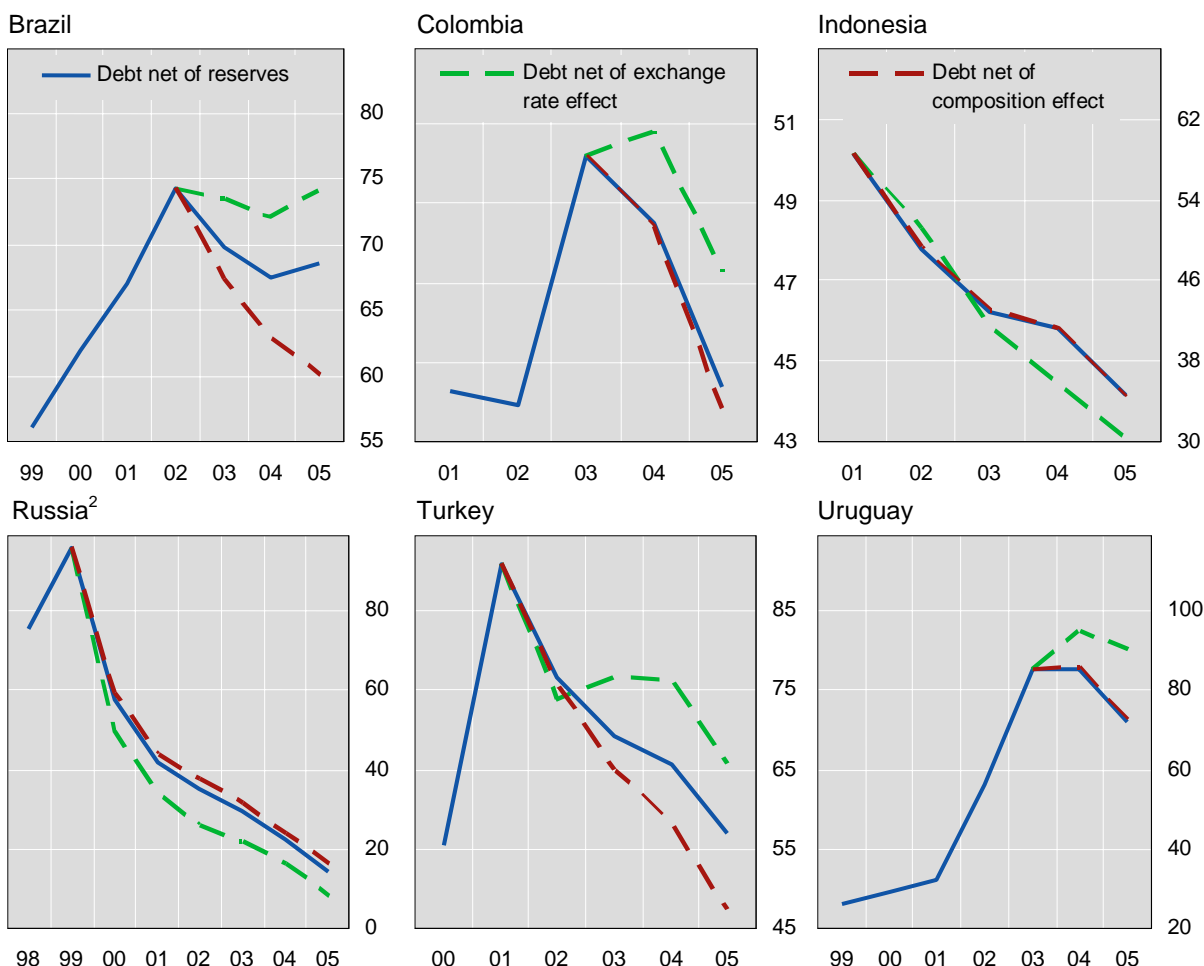 Brazil
Colombia
Indonesia
Debt net of reserves
Debt net of exchange
rate effect
Debt net of
composition effect
80
75
70
65
60
55
51
49
47
45
43
62
54
46
38
30
99 00 01 02 03 04 05
01 02 03 04 05
01 02 03 04 05
Russia²
Turkey
Uruguay
80
60
40
20
0
85
75
65
55
45
100
80
60
40
20
98 99 00 01 02 03 04 05
00 01 02 03 04 05
99 00 01 02 03 04 05